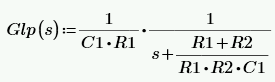 Glp(s) := 1/(C1·R1) · 1/(s + (R1+R2)/(R1·R2·C1))